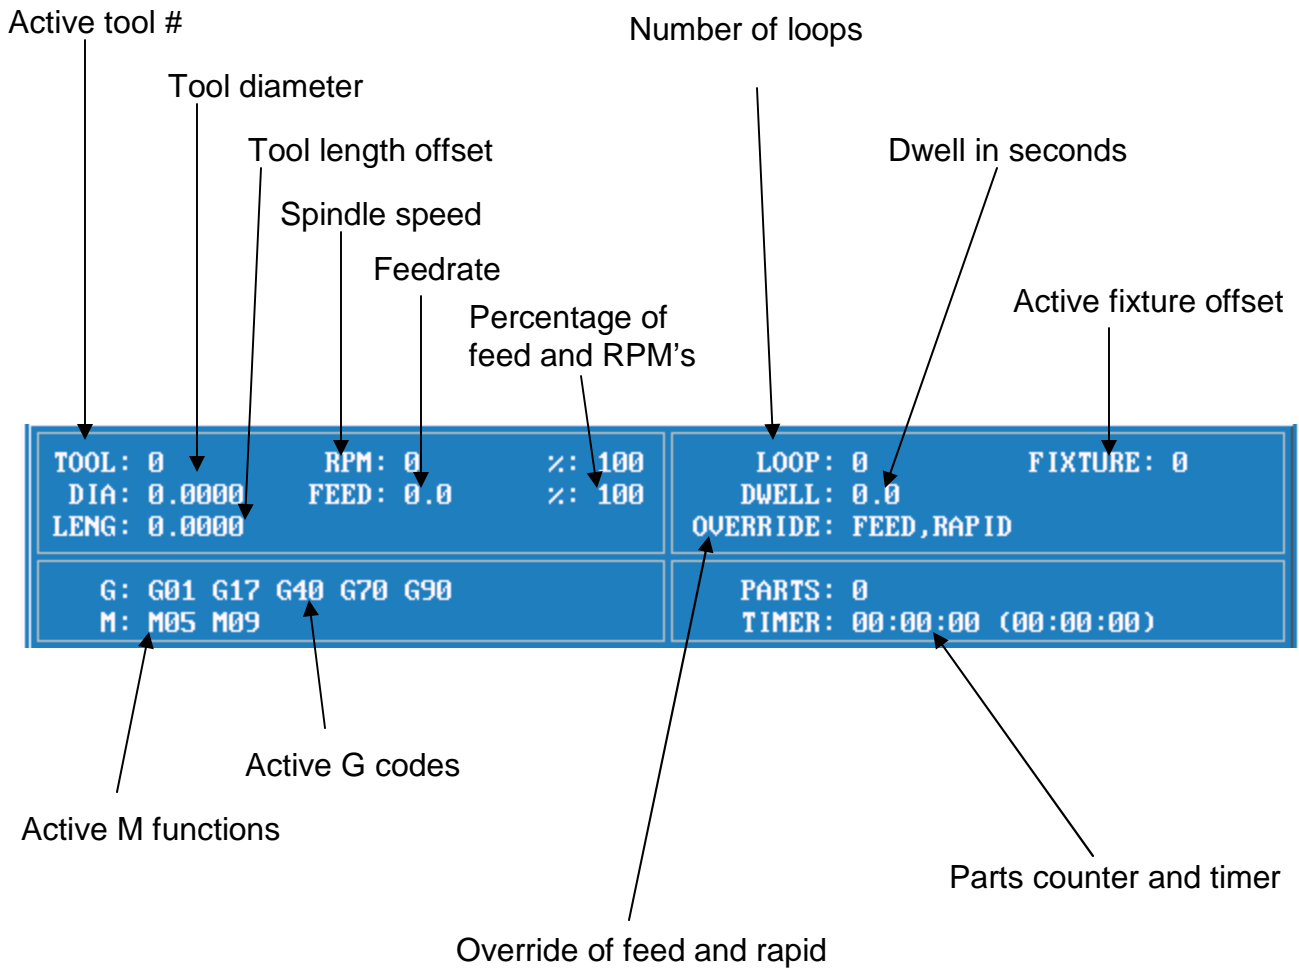 Active tool #
Number of loops
Tool diameter
Tool length offset
Dwell in seconds
Spindle speed
Feedrate
Active fixture offset
Percentage of
feed and RPM’s
TOOL: 0 RPM: 0 %: 100
DIA: 0.0000 FEED: 0.0 %: 100
LENG: 0.0000
LOOP: 0 FIXTURE: 0
DWELL: 0.0
OVERRIDE: FEED,RAPID
G: G01 G17 G40 G70 G90
M: M05 M09
PARTS: 0
TIMER: 00:00:00 (00:00:00)
Active G codes
Active M functions
Parts counter and timer
Override of feed and rapid